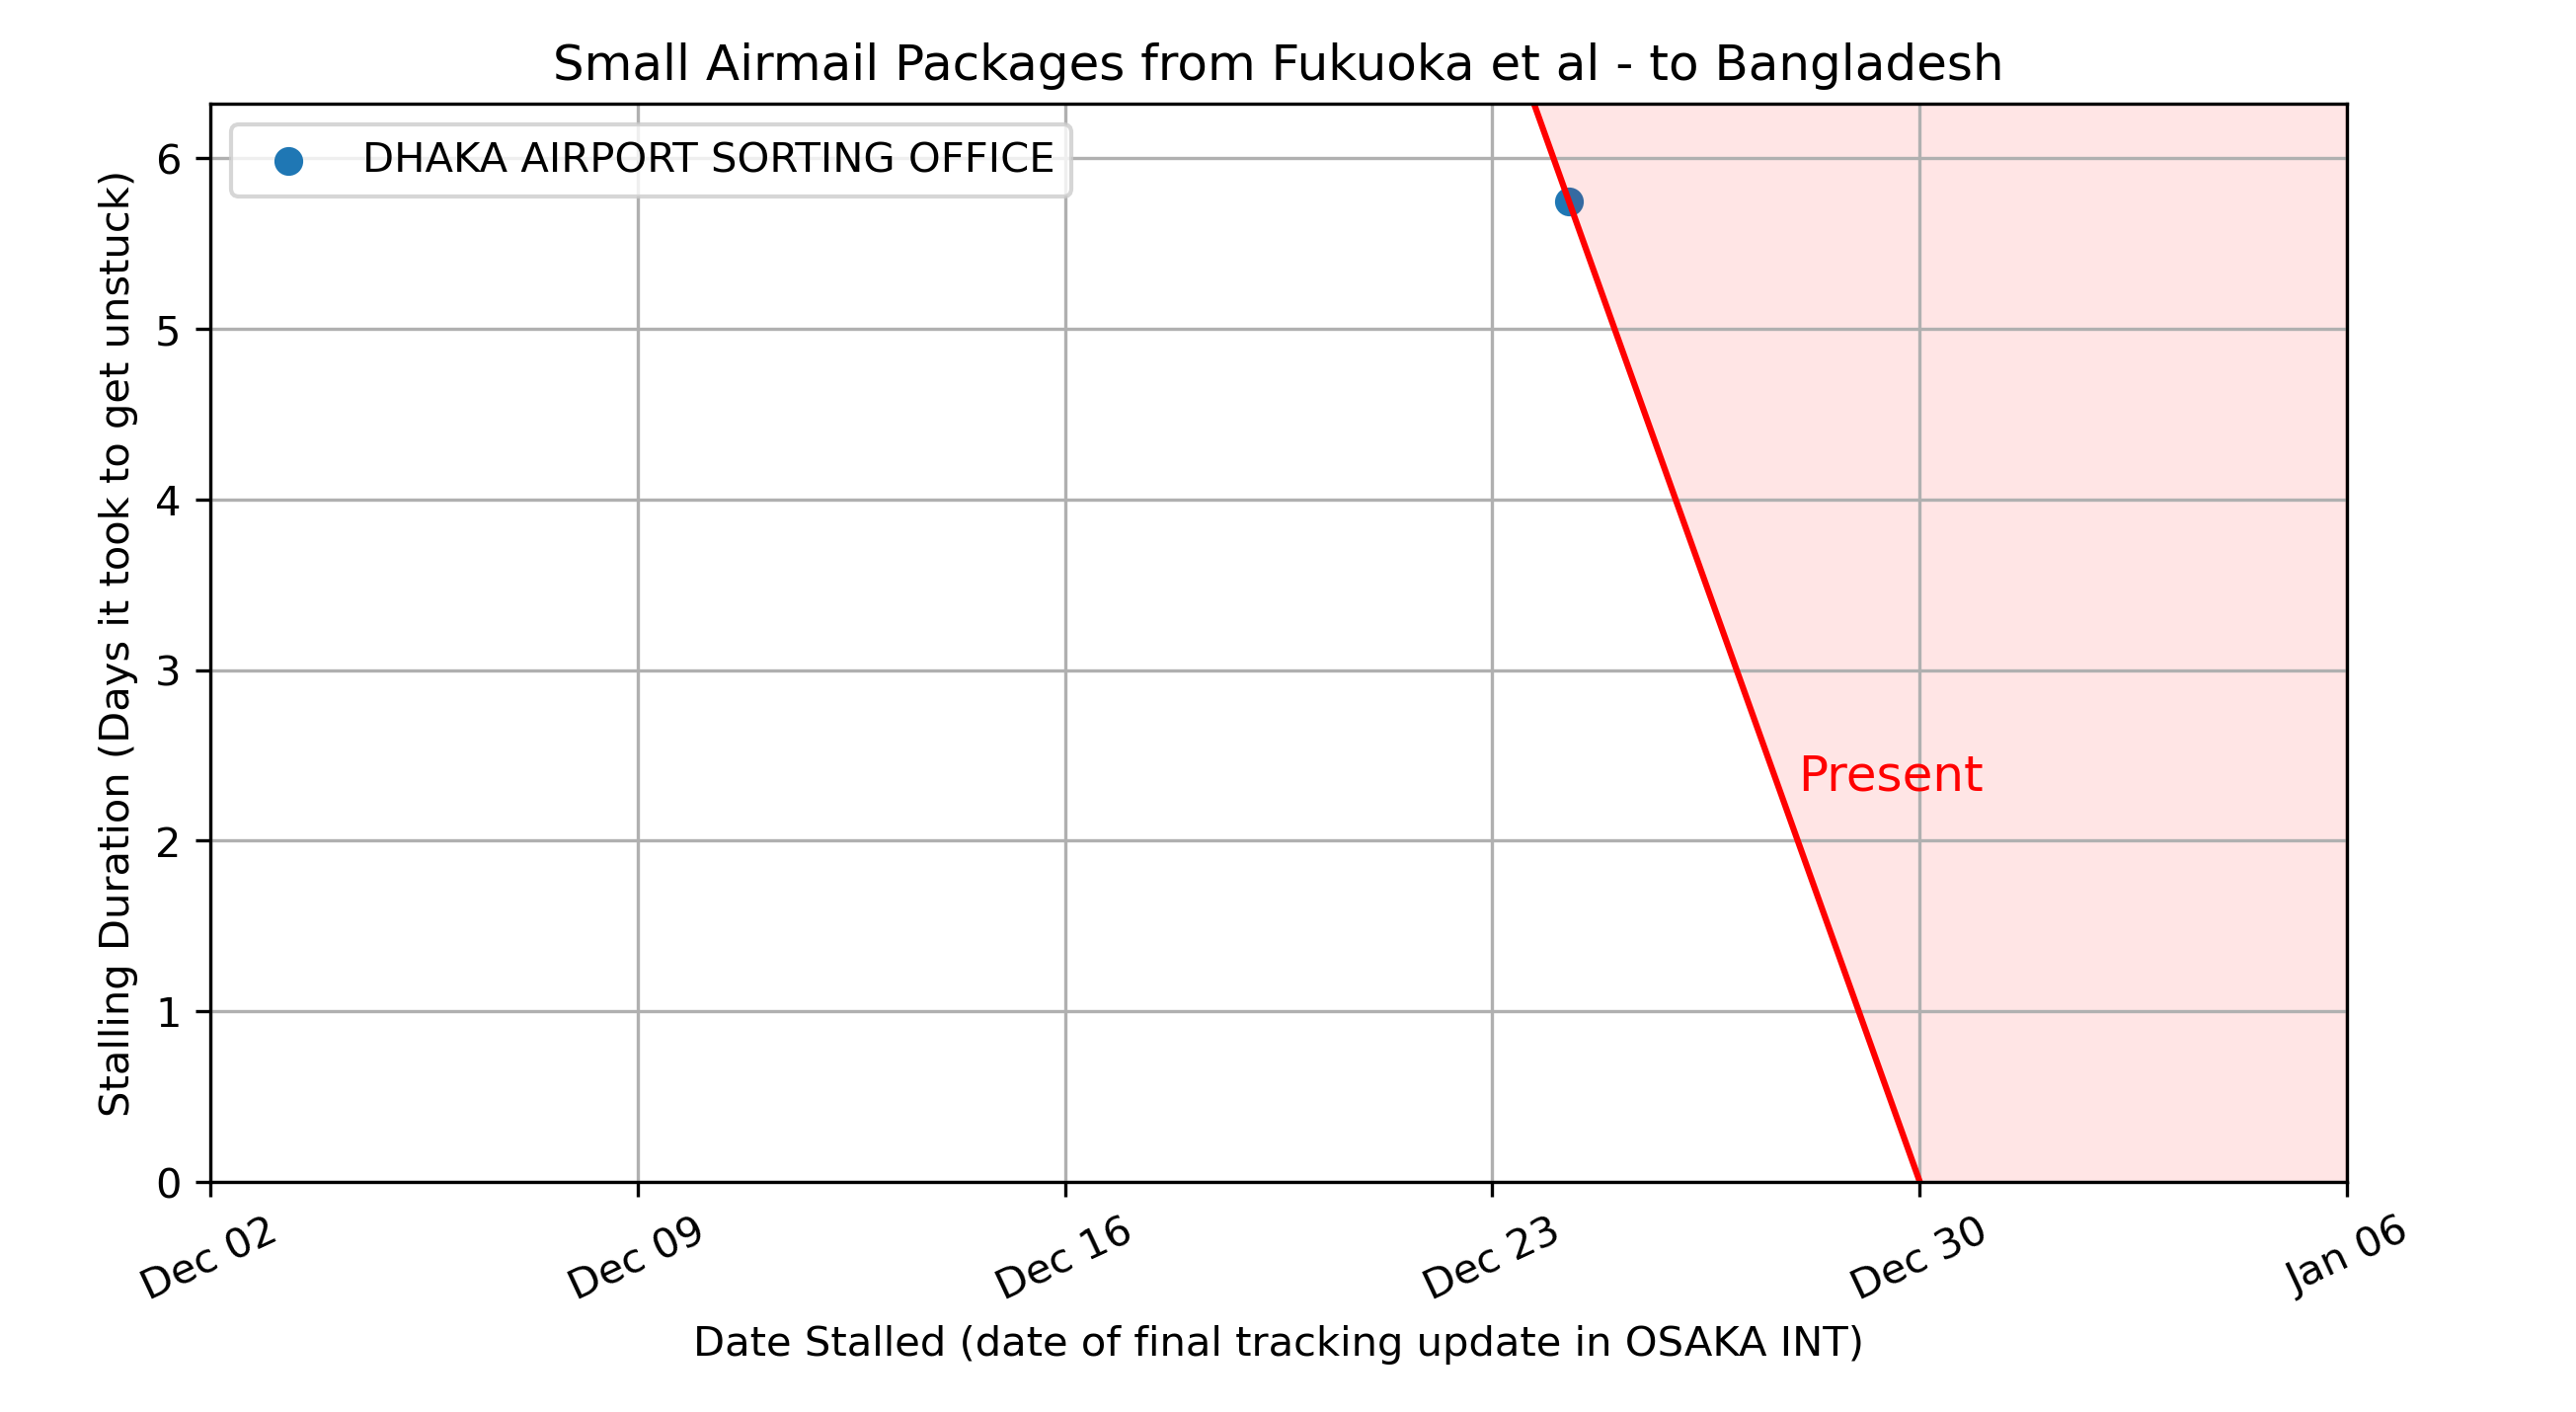 Small Airmail Packages from Fukuoka et al - to Bangladesh
DHAKA AIRPORT SORTING OFFICE
Stalling Duration (Days it took to get unstuck)
6
5
4
3
2
1
0
Present
Dec 02
Dec 09
Dec 16
Dec 23
Dec 30
Jan 06
Date Stalled (date of final tracking update in OSAKA INT)